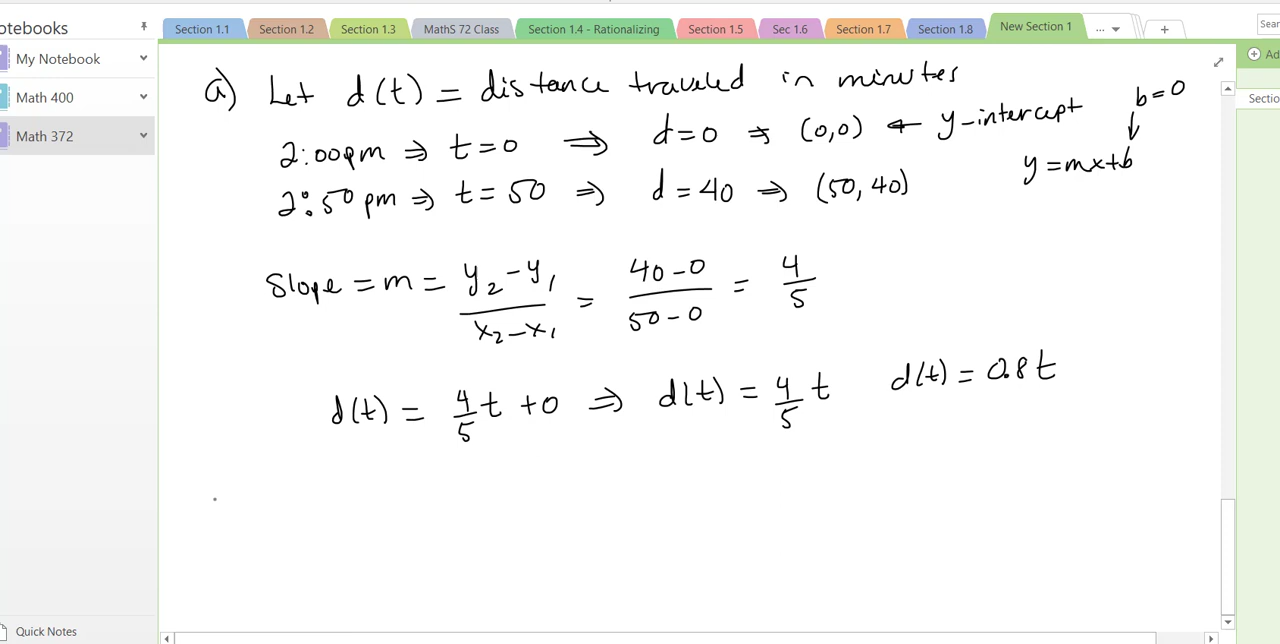 otebooks
Section 1.1 Section 1.2 Section 1.3 MathS 72 Class Section 1.4 - Rationalizing Section 1.5 Sec 1.6 Section 1.7 Section 1.8 New Section 1 ... + Sear
My Notebook
Math 400
Math 372
Ad
Sectio
a) Let d(t) = distance traveled in minutes
2:00pm ⇒ t=0 ⇒ d=0 ⇒ (0,0) ← y-intercept
b=0
↓
y=mx+b
2:50pm ⇒ t=50 ⇒ d=40 ⇒ (50,40)
Slope = m = (y₂-y₁)/(x₂-x₁) = (40-0)/(50-0) = 4/5
d(t) = 4/5 t +0 ⇒ d(t) = 4/5 t d(t) = 0.8t
Quick Notes